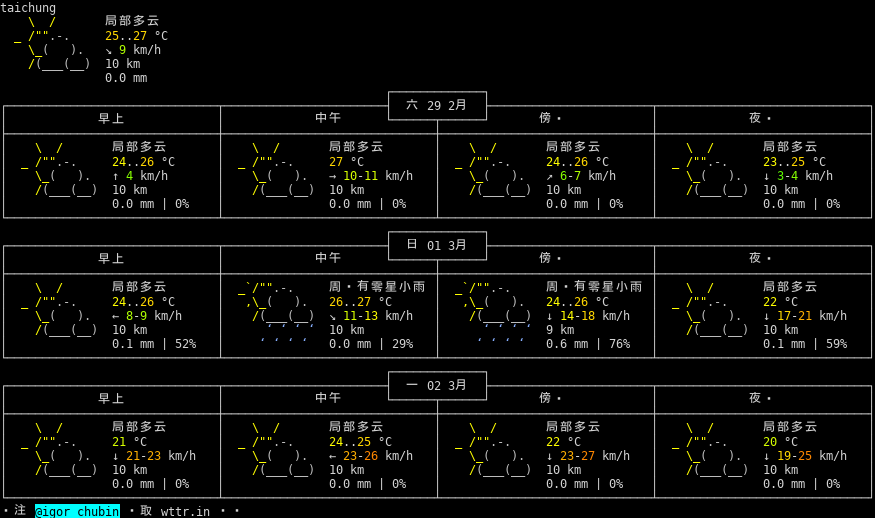 taichung
局部多云
25..27 °C
↘ 9 km/h
10 km
0.0 mm
六 29 2月
早上 中午 傍・ 夜・
局部多云 局部多云 局部多云 局部多云
24..26 °C 27 °C 24..26 °C 23..25 °C
↑ 4 km/h → 10-11 km/h ↗ 6-7 km/h ↓ 3-4 km/h
10 km 10 km 10 km 10 km
0.0 mm | 0% 0.0 mm | 0% 0.0 mm | 0% 0.0 mm | 0%
日 01 3月
早上 中午 傍・ 夜・
局部多云 周・有零星小雨 周・有零星小雨 局部多云
24..26 °C 26..27 °C 24..26 °C 22 °C
← 8-9 km/h ↘ 11-13 km/h ↓ 14-18 km/h ↓ 17-21 km/h
10 km 10 km 9 km 10 km
0.1 mm | 52% 0.0 mm | 29% 0.6 mm | 76% 0.1 mm | 59%
一 02 3月
早上 中午 傍・ 夜・
局部多云 局部多云 局部多云 局部多云
21 °C 24..25 °C 22 °C 20 °C
↓ 21-23 km/h ← 23-26 km/h ↓ 23-27 km/h ↓ 19-25 km/h
10 km 10 km 10 km 10 km
0.0 mm | 0% 0.0 mm | 0% 0.0 mm | 0% 0.0 mm | 0%
・注 @igor_chubin ・取 wttr.in ・・